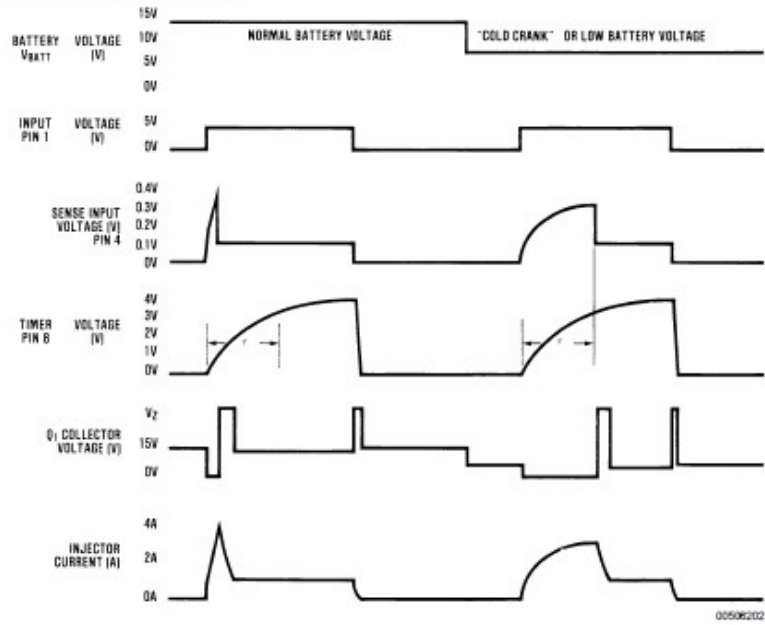 15V
BATTERY VOLTAGE 10V NORMAL BATTERY VOLTAGE "COLD CRANK" OR LOW BATTERY VOLTAGE
VBATT (V) 5V
0V
INPUT VOLTAGE 5V
PIN 1 (V) 0V
0.4V
SENSE INPUT 0.3V
VOLTAGE (V) 0.2V
PIN 4 0.1V
0V
4V
TIMER VOLTAGE 3V
PIN 8 (V) 2V
1V
0V
τ τ
VZ
Q1 COLLECTOR 15V
VOLTAGE (V) 0V
4A
INJECTOR 2A
CURRENT (A)
0A
00506202